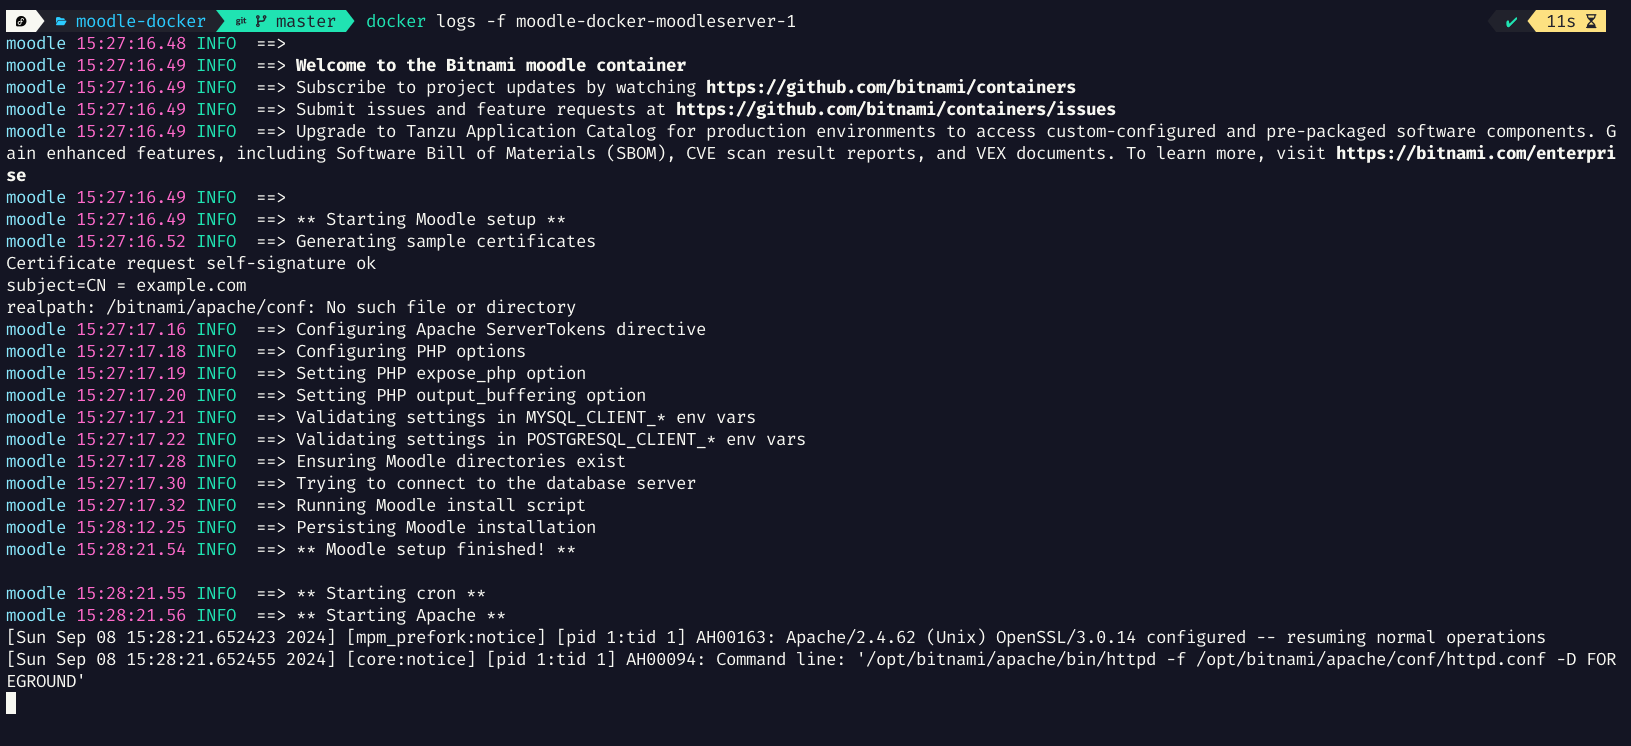 moodle-docker git master docker logs -f moodle-docker-moodleserver-1 ✔ 11s
moodle 15:27:16.48 INFO ==>
moodle 15:27:16.49 INFO ==> Welcome to the Bitnami moodle container
moodle 15:27:16.49 INFO ==> Subscribe to project updates by watching https://github.com/bitnami/containers
moodle 15:27:16.49 INFO ==> Submit issues and feature requests at https://github.com/bitnami/containers/issues
moodle 15:27:16.49 INFO ==> Upgrade to Tanzu Application Catalog for production environments to access custom-configured and pre-packaged software components. G
ain enhanced features, including Software Bill of Materials (SBOM), CVE scan result reports, and VEX documents. To learn more, visit https://bitnami.com/enterpri
se
moodle 15:27:16.49 INFO ==>
moodle 15:27:16.49 INFO ==> ** Starting Moodle setup **
moodle 15:27:16.52 INFO ==> Generating sample certificates
Certificate request self-signature ok
subject=CN = example.com
realpath: /bitnami/apache/conf: No such file or directory
moodle 15:27:17.16 INFO ==> Configuring Apache ServerTokens directive
moodle 15:27:17.18 INFO ==> Configuring PHP options
moodle 15:27:17.19 INFO ==> Setting PHP expose_php option
moodle 15:27:17.20 INFO ==> Setting PHP output_buffering option
moodle 15:27:17.21 INFO ==> Validating settings in MYSQL_CLIENT_* env vars
moodle 15:27:17.22 INFO ==> Validating settings in POSTGRESQL_CLIENT_* env vars
moodle 15:27:17.28 INFO ==> Ensuring Moodle directories exist
moodle 15:27:17.30 INFO ==> Trying to connect to the database server
moodle 15:27:17.32 INFO ==> Running Moodle install script
moodle 15:28:12.25 INFO ==> Persisting Moodle installation
moodle 15:28:21.54 INFO ==> ** Moodle setup finished! **
moodle 15:28:21.55 INFO ==> ** Starting cron **
moodle 15:28:21.56 INFO ==> ** Starting Apache **
[Sun Sep 08 15:28:21.652423 2024] [mpm_prefork:notice] [pid 1:tid 1] AH00163: Apache/2.4.62 (Unix) OpenSSL/3.0.14 configured -- resuming normal operations
[Sun Sep 08 15:28:21.652455 2024] [core:notice] [pid 1:tid 1] AH00094: Command line: '/opt/bitnami/apache/bin/httpd -f /opt/bitnami/apache/conf/httpd.conf -D FOR
EGROUND'